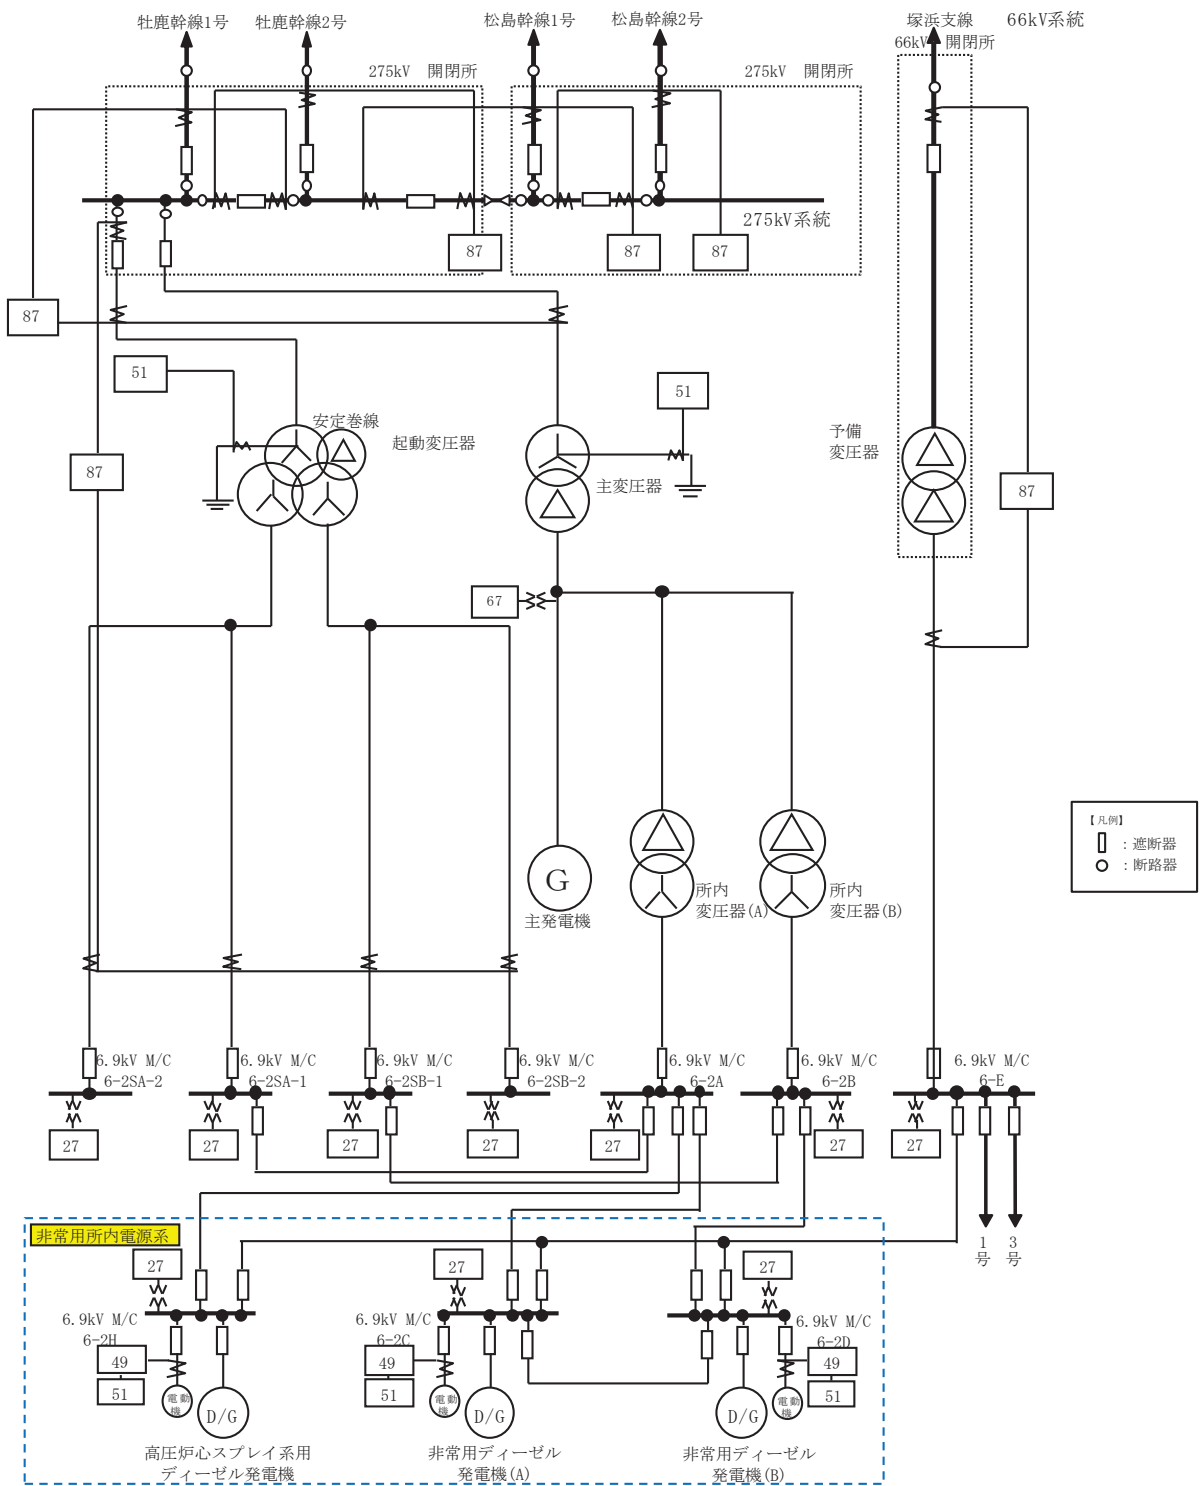 牡鹿幹線1号
牡鹿幹線2号
松島幹線1号
松島幹線2号
塚浜支線
66kV系統
66kV 開閉所
275kV 開閉所
275kV 開閉所
275kV系統
87
87
87
87
51
51
安定巻線
起動変圧器
予備
変圧器
87
主変圧器
87
67
【凡例】
：遮断器
：断路器
G
主発電機
所内
変圧器(A)
所内
変圧器(B)
6.9kV M/C
6-2SA-2
6.9kV M/C
6-2SA-1
6.9kV M/C
6-2SB-1
6.9kV M/C
6-2SB-2
6.9kV M/C
6-2A
6.9kV M/C
6-2B
6.9kV M/C
6-E
27
27
27
27
27
27
27
1
号
3
号
非常用所内電源系
27
27
27
6.9kV M/C
6-2H
6.9kV M/C
6-2C
6.9kV M/C
6-2D
49
51
電動
機
D/G
49
51
電動
機
D/G
D/G
電動
機
49
51
高圧炉心スプレイ系用
ディーゼル発電機
非常用ディーゼル
発電機(A)
非常用ディーゼル
発電機(B)